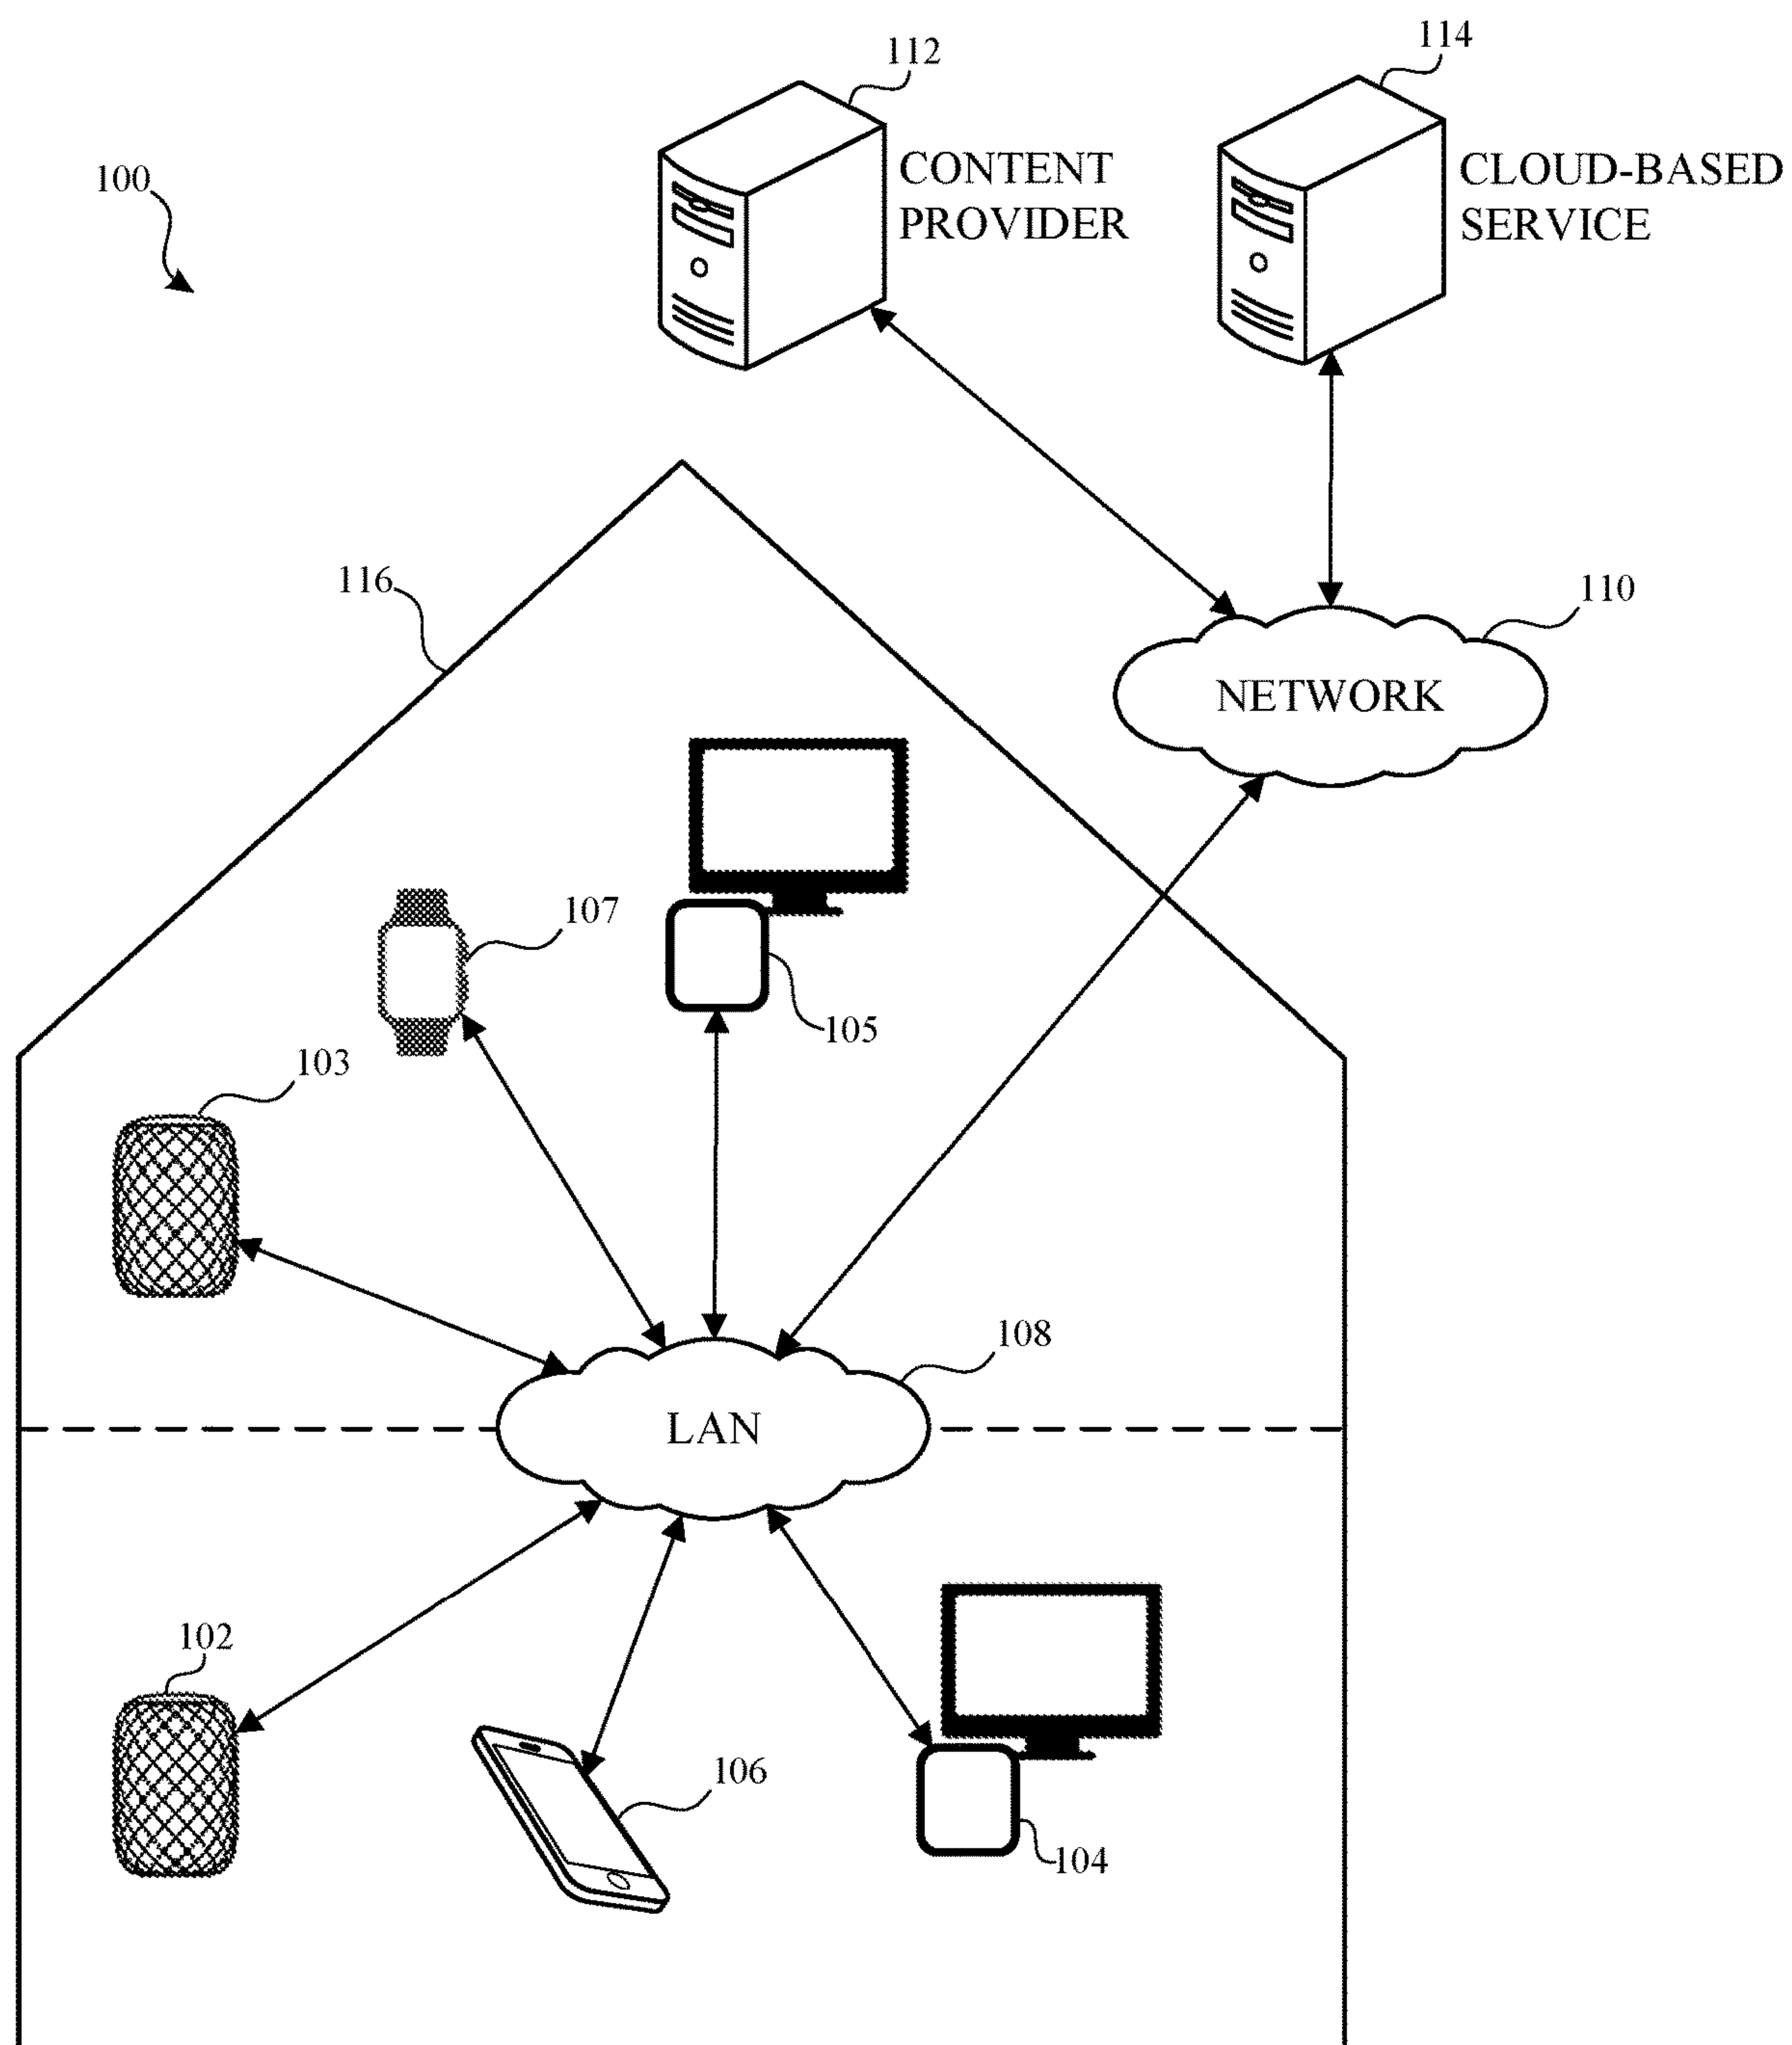 114
112
CONTENT
PROVIDER
CLOUD-BASED
SERVICE
100
116
110
NETWORK
107
105
103
108
LAN
102
106
104